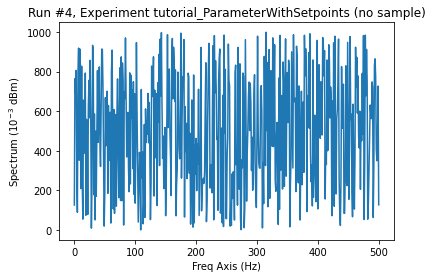 Run #4, Experiment tutorial_ParameterWithSetpoints (no sample)
1000
800
600
400
200
0
Spectrum (10⁻³ dBm)
0 100 200 300 400 500
Freq Axis (Hz)